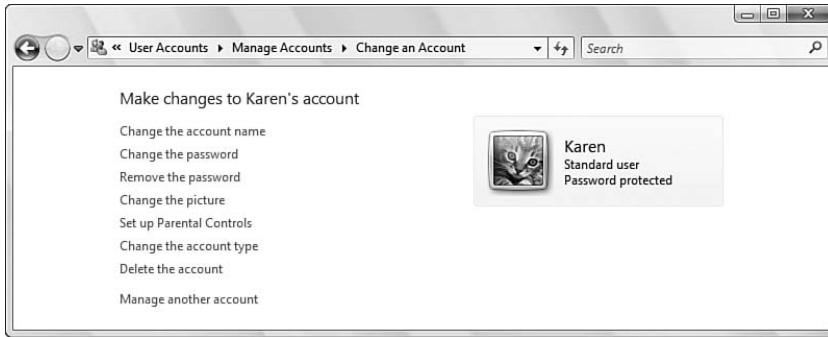 « User Accounts ▸ Manage Accounts ▸ Change an Account
Search
Make changes to Karen's account
Change the account name
Change the password
Remove the password
Change the picture
Set up Parental Controls
Change the account type
Delete the account
Manage another account
Karen
Standard user
Password protected